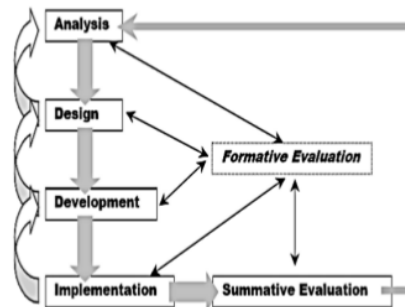 Analysis
Design
Formative Evaluation
Development
Implementation
Summative Evaluation